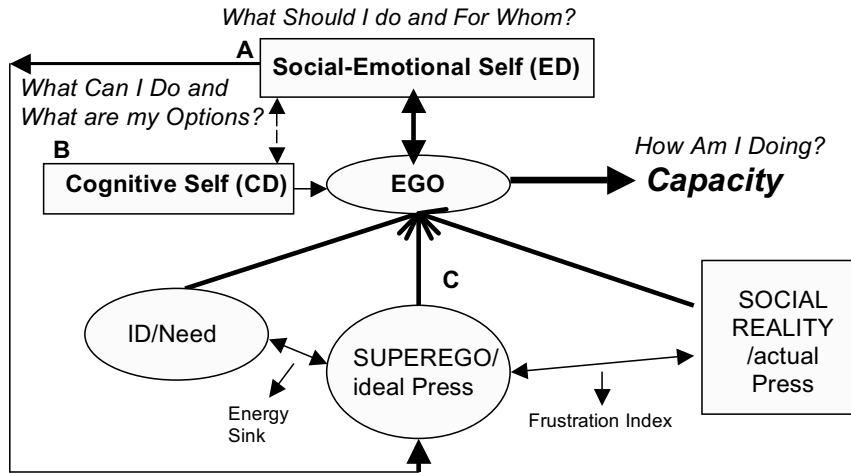 What Should I do and For Whom?
A
Social-Emotional Self (ED)
What Can I Do and
What are my Options?
B
Cognitive Self (CD)
EGO
How Am I Doing?
Capacity
C
ID/Need
SUPEREGO/
ideal Press
SOCIAL
REALITY
/actual
Press
Energy
Sink
Frustration Index